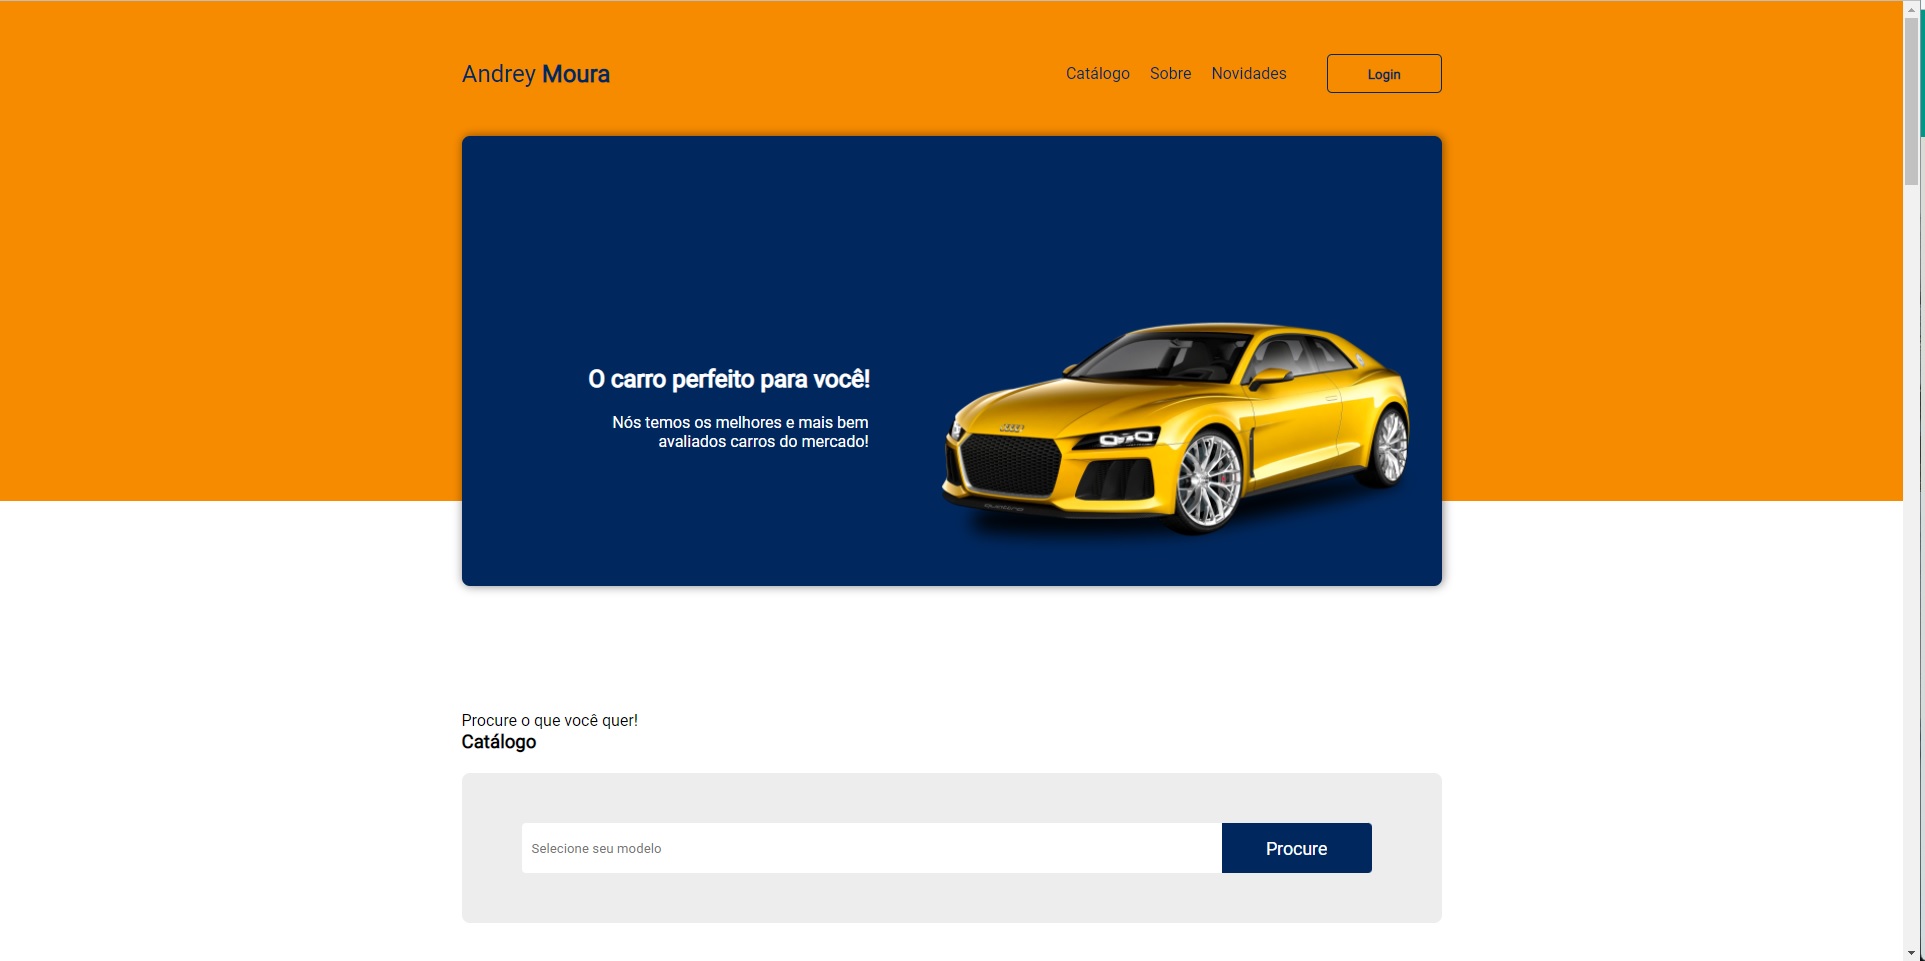 Andrey Moura
Catálogo Sobre Novidades Login
O carro perfeito para você!
Nós temos os melhores e mais bem
avaliados carros do mercado!
quattro
Procure o que você quer!
Catálogo
Selecione seu modelo Procure